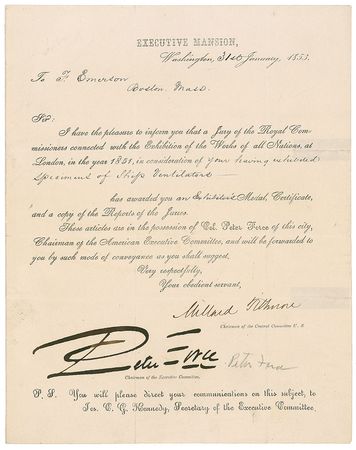 EXECUTIVE MANSION,
Washington, 31st January, 1853.
To F. Emerson
Boston Mass.
Sir:
I have the pleasure to inform you that a Jury of the Royal Com-
missioners connected with the Exhibition of the Works of all Nations, at
London, in the year 1851, in consideration of your having exhibited
Specimens of Ships Ventilators
has awarded you an Exhibitors Medal, Certificate,
and a copy of the Reports of the Juries.
These articles are in the possession of Col. Peter Force of this city,
Chairman of the American Executive Committee, and will be forwarded to
you by such mode of conveyance as you shall suggest.
Very respectfully,
Your obedient servant,
Millard Fillmore
Chairman of the Central Committee U. S.
Peter Force
Peter Force
Chairman of the Executive Committee.
P. S. You will please direct your communications on this subject, to
Jos. C. G. Kennedy, Secretary of the Executive Committee.